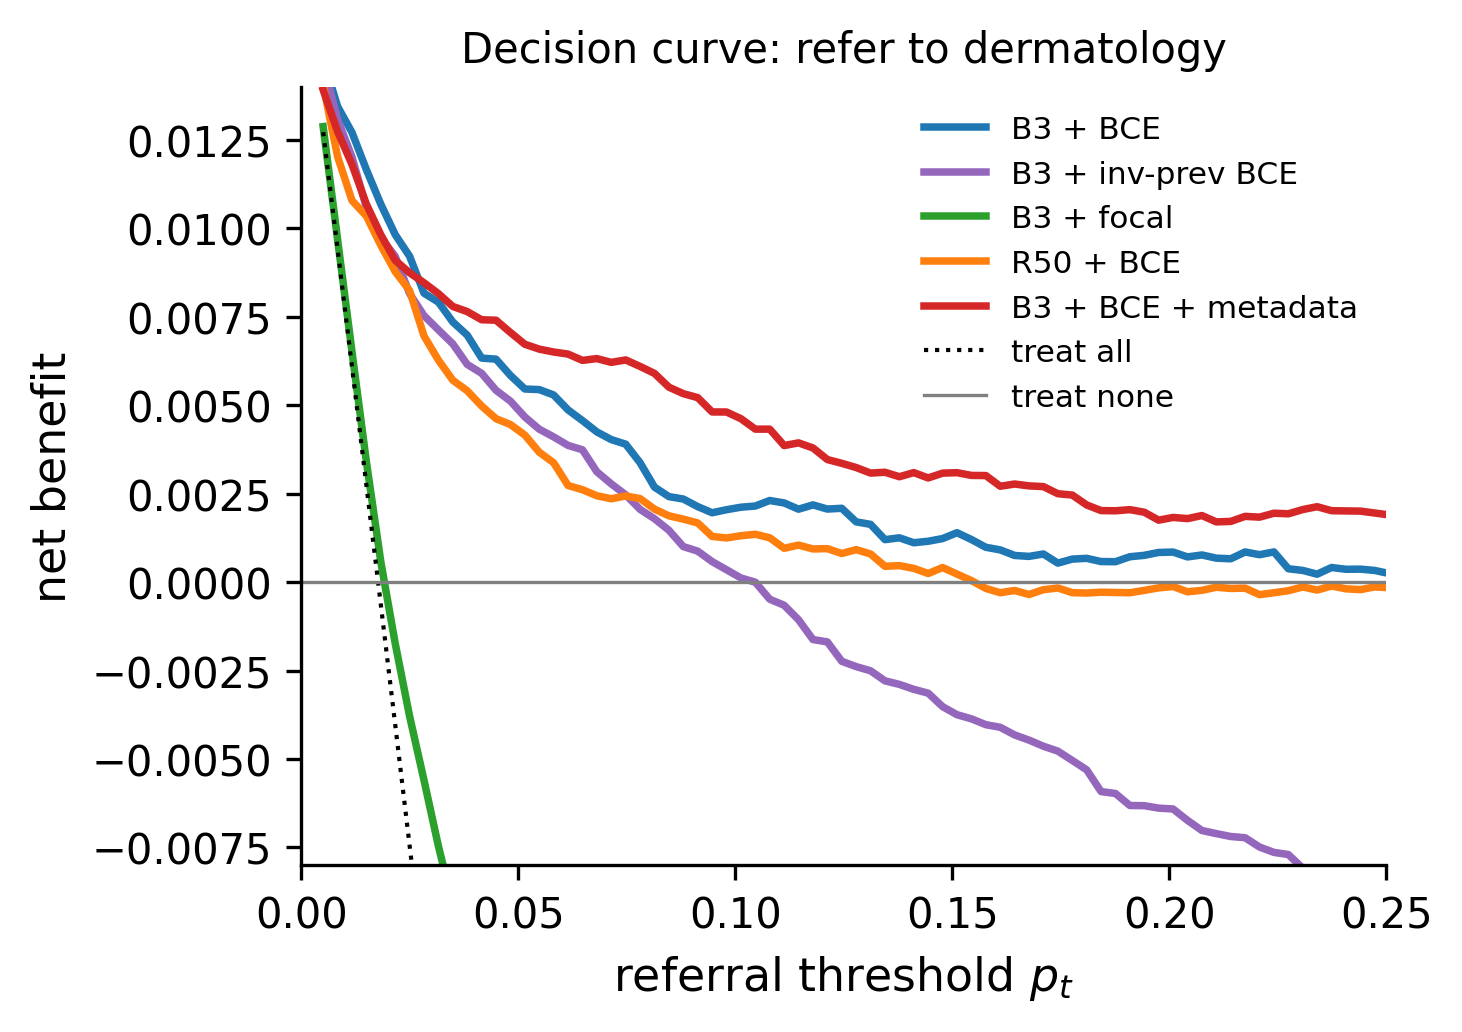 Decision curve: refer to dermatology
B3 + BCE
B3 + inv-prev BCE
B3 + focal
R50 + BCE
B3 + BCE + metadata
treat all
treat none
net benefit
0.0125
0.0100
0.0075
0.0050
0.0025
0.0000
−0.0025
−0.0050
−0.0075
0.00 0.05 0.10 0.15 0.20 0.25
referral threshold pₜ